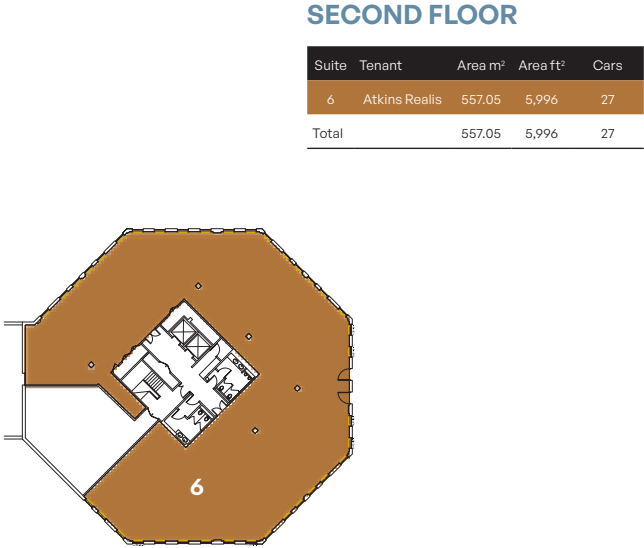 SECOND FLOOR
Suite Tenant Area m² Area ft² Cars
6 Atkins Realis 557.05 5,996 27
Total 557.05 5,996 27
6